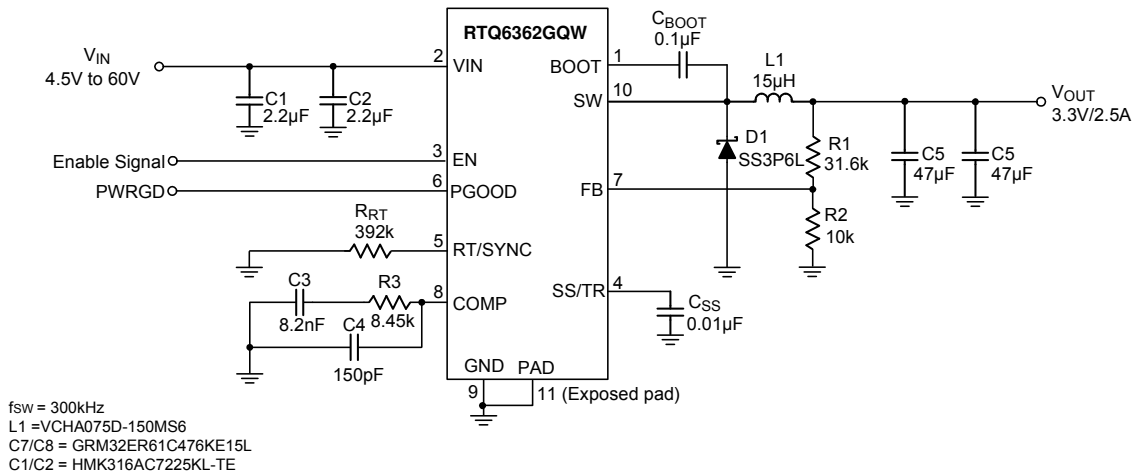 RTQ6362GQW
VIN
4.5V to 60V
C1
2.2µF
C2
2.2µF
2
VIN
Enable Signal
3
EN
PWRGD
6
PGOOD
RRT
392k
5
RT/SYNC
C3
8.2nF
R3
8.45k
8
COMP
C4
150pF
GND
9
PAD
11 (Exposed pad)
BOOT
1
CBOOT
0.1µF
SW
10
L1
15µH
VOUT
3.3V/2.5A
D1
SS3P6L
R1
31.6k
C5
47µF
C5
47µF
FB
7
R2
10k
SS/TR
4
CSS
0.01µF
fSW = 300kHz
L1 =VCHA075D-150MS6
C7/C8 = GRM32ER61C476KE15L
C1/C2 = HMK316AC7225KL-TE